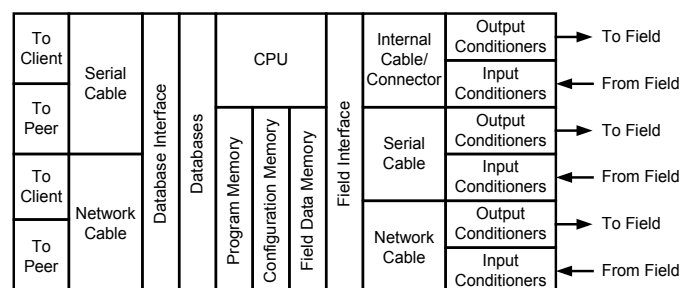 To
Client
To
Peer
To
Client
To
Peer
Serial
Cable
Network
Cable
Database Interface
Databases
CPU
Program Memory
Configuration Memory
Field Data Memory
Field Interface
Internal
Cable/
Connector
Serial
Cable
Network
Cable
Output
Conditioners
Input
Conditioners
Output
Conditioners
Input
Conditioners
Output
Conditioners
Input
Conditioners
To Field
From Field
To Field
From Field
To Field
From Field